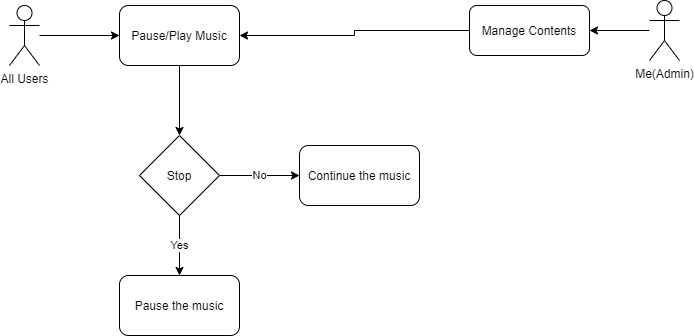 Pause/Play Music
Manage Contents
All Users
Me(Admin)
Stop
No
Continue the music
Yes
Pause the music